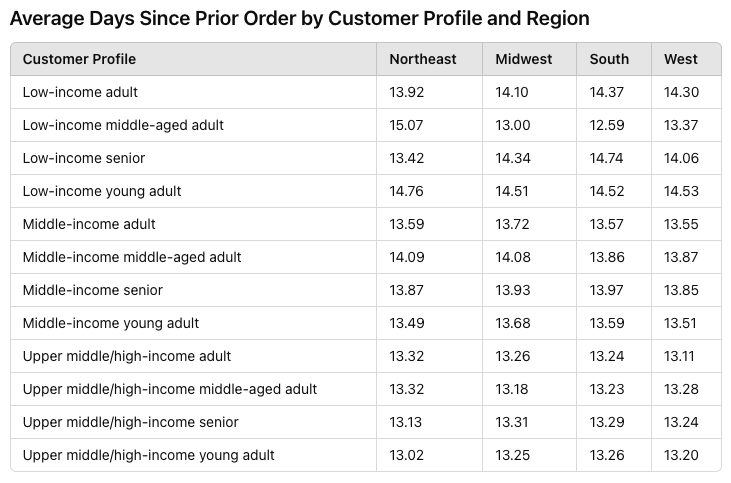 Average Days Since Prior Order by Customer Profile and Region
Customer Profile Northeast Midwest South West
Low-income adult 13.92 14.10 14.37 14.30
Low-income middle-aged adult 15.07 13.00 12.59 13.37
Low-income senior 13.42 14.34 14.74 14.06
Low-income young adult 14.76 14.51 14.52 14.53
Middle-income adult 13.59 13.72 13.57 13.55
Middle-income middle-aged adult 14.09 14.08 13.86 13.87
Middle-income senior 13.87 13.93 13.97 13.85
Middle-income young adult 13.49 13.68 13.59 13.51
Upper middle/high-income adult 13.32 13.26 13.24 13.11
Upper middle/high-income middle-aged adult 13.32 13.18 13.23 13.28
Upper middle/high-income senior 13.13 13.31 13.29 13.24
Upper middle/high-income young adult 13.02 13.25 13.26 13.20